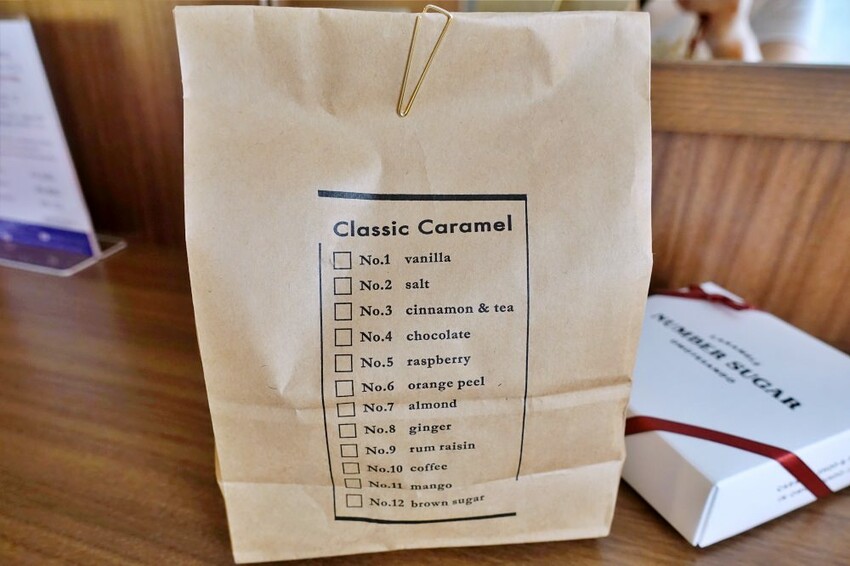 Classic Caramel
No.1 vanilla
No.2 salt
No.3 cinnamon & tea
No.4 chocolate
No.5 raspberry
No.6 orange peel
No.7 almond
No.8 ginger
No.9 rum raisin
No.10 coffee
No.11 mango
No.12 brown sugar
CARAMELS
NUMBER SUGAR
OMOTESANDO